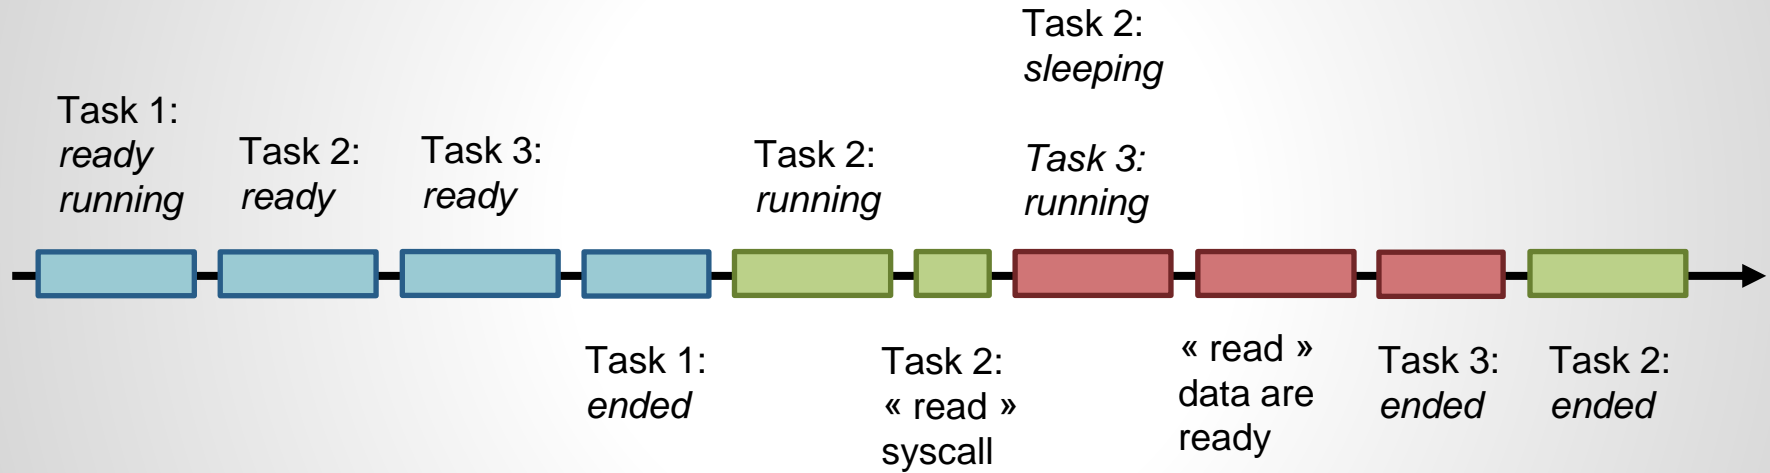 Task 1:
ready
running
Task 2:
ready
Task 3:
ready
Task 2:
running
Task 2:
sleeping
Task 3:
running
Task 1:
ended
Task 2:
« read »
syscall
« read »
data are
ready
Task 3:
ended
Task 2:
ended